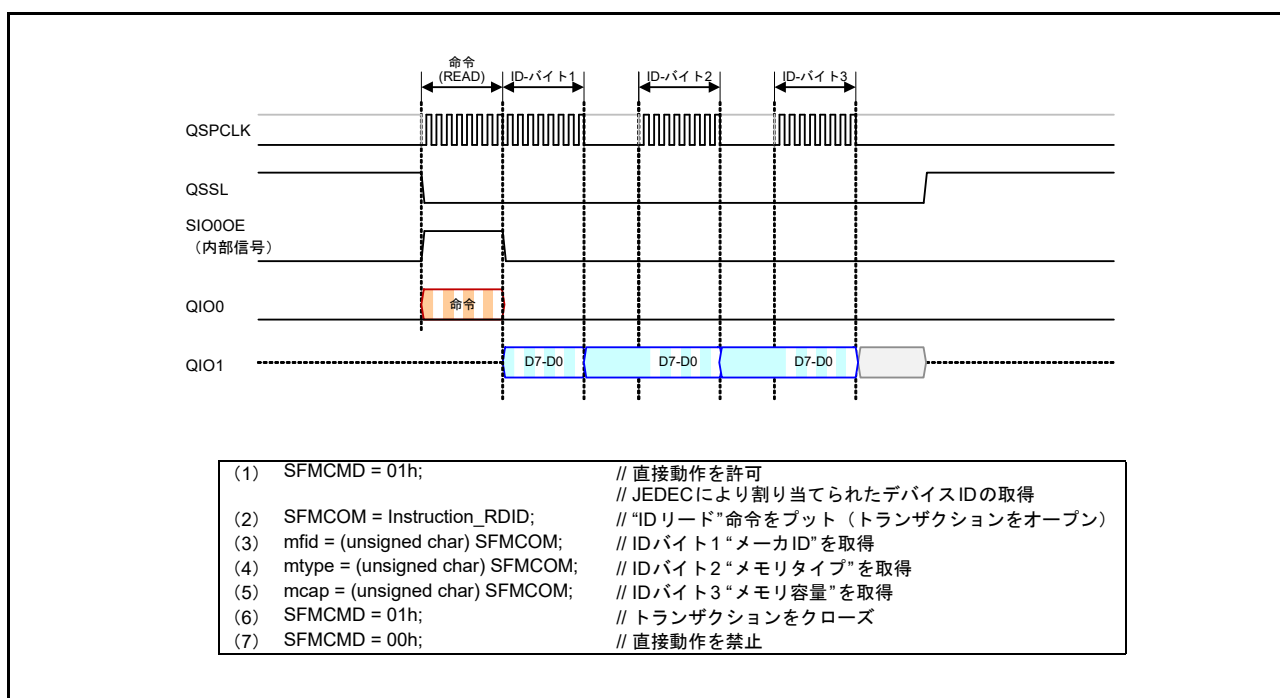 命令
(READ) ID-バイト1 ID-バイト2 ID-バイト3
QSPCLK
QSSL
SIO0OE
（内部信号）
QIO0 命令
QIO1 D7-D0 D7-D0 D7-D0
（1） SFMCMD = 01h; // 直接動作を許可
// JEDECにより割り当てられたデバイスIDの取得
（2） SFMCOM = Instruction_RDID; // “IDリード”命令をプット（トランザクションをオープン）
（3） mfid = (unsigned char) SFMCOM; // IDバイト1 “メーカID”を取得
（4） mtype = (unsigned char) SFMCOM; // IDバイト2 “メモリタイプ”を取得
（5） mcap = (unsigned char) SFMCOM; // IDバイト3 “メモリ容量”を取得
（6） SFMCMD = 01h; // トランザクションをクローズ
（7） SFMCMD = 00h; // 直接動作を禁止